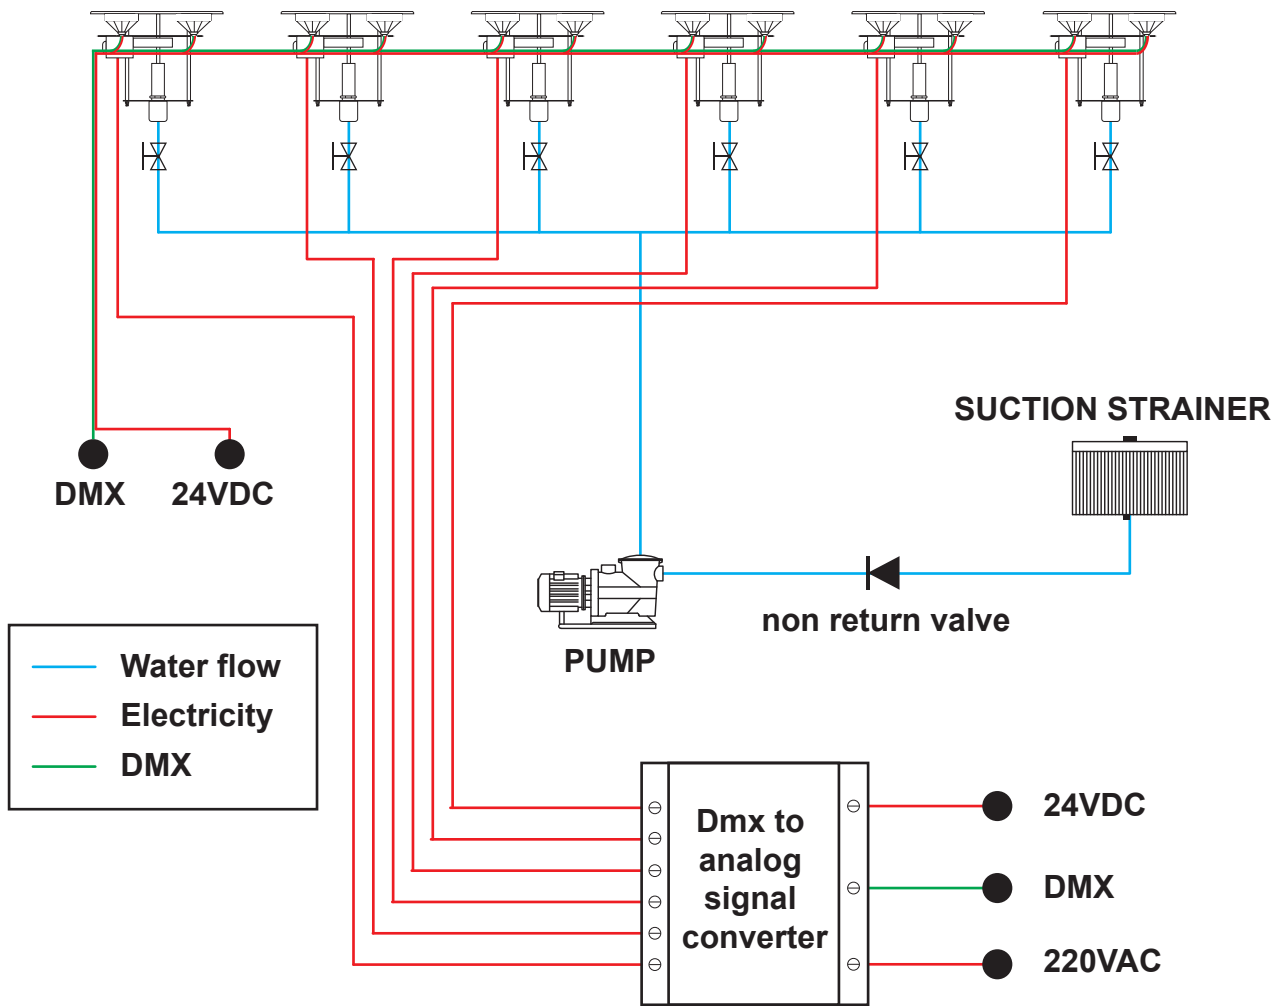 SUCTION STRAINER
DMX
24VDC
non return valve
PUMP
Water flow
Electricity
DMX
Dmx to
analog
signal
converter
24VDC
DMX
220VAC